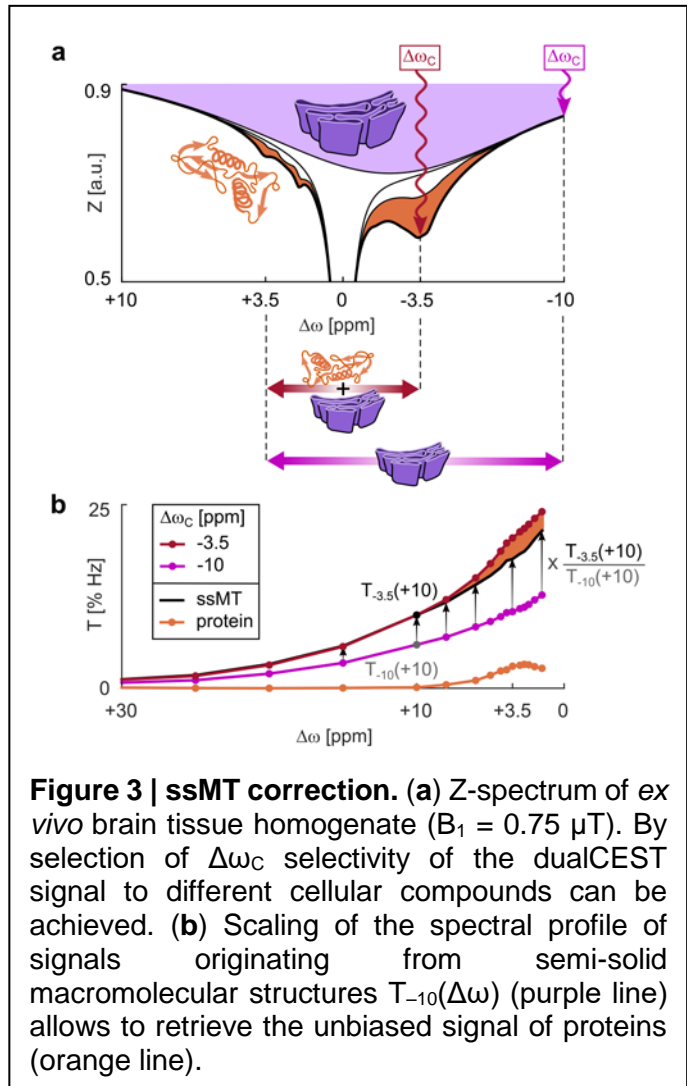 a
Δω_C
Δω_C
0.9
Z [a.u.]
0.5
+10
+3.5
0
-3.5
-10
Δω [ppm]
+
b
25
Δω_C [ppm]
-3.5
-10
ssMT
protein
T [% Hz]
T_-3.5(+10)
T_-10(+10)
x T_-3.5(+10)
T_-10(+10)
0
+30
+10
+3.5
0
Δω [ppm]
Figure 3 | ssMT correction. (a) Z-spectrum of ex
vivo brain tissue homogenate (B₁ = 0.75 µT). By
selection of Δω_C selectivity of the dualCEST
signal to different cellular compounds can be
achieved. (b) Scaling of the spectral profile of
signals originating from semi-solid
macromolecular structures T₋₁₀(Δω) (purple line)
allows to retrieve the unbiased signal of proteins
(orange line).